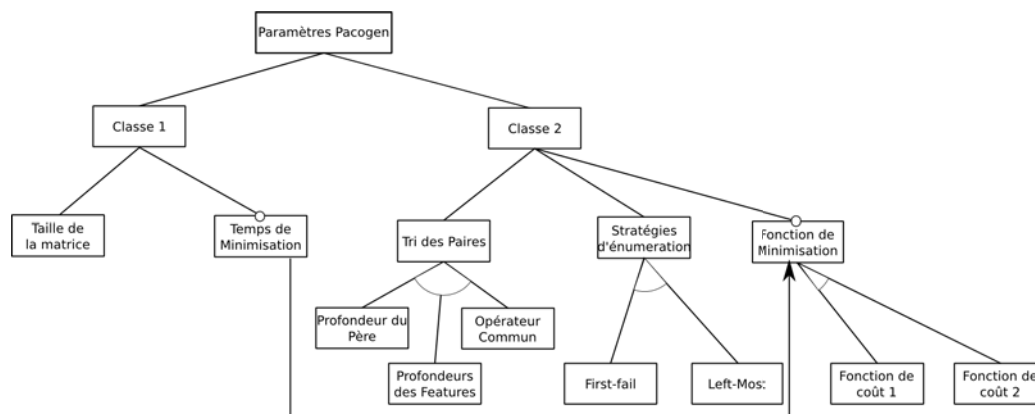 Paramètres Pacogen
Classe 1
Classe 2
Taille de
la matrice
Temps de
Minimisation
Tri des Paires
Stratégies
d'énumeration
Fonction de
Minimisation
Profondeur du
Père
Opérateur
Commun
Profondeurs
des Features
First-fail
Left-Mos:
Fonction de
coût 1
Fonction de
coût 2